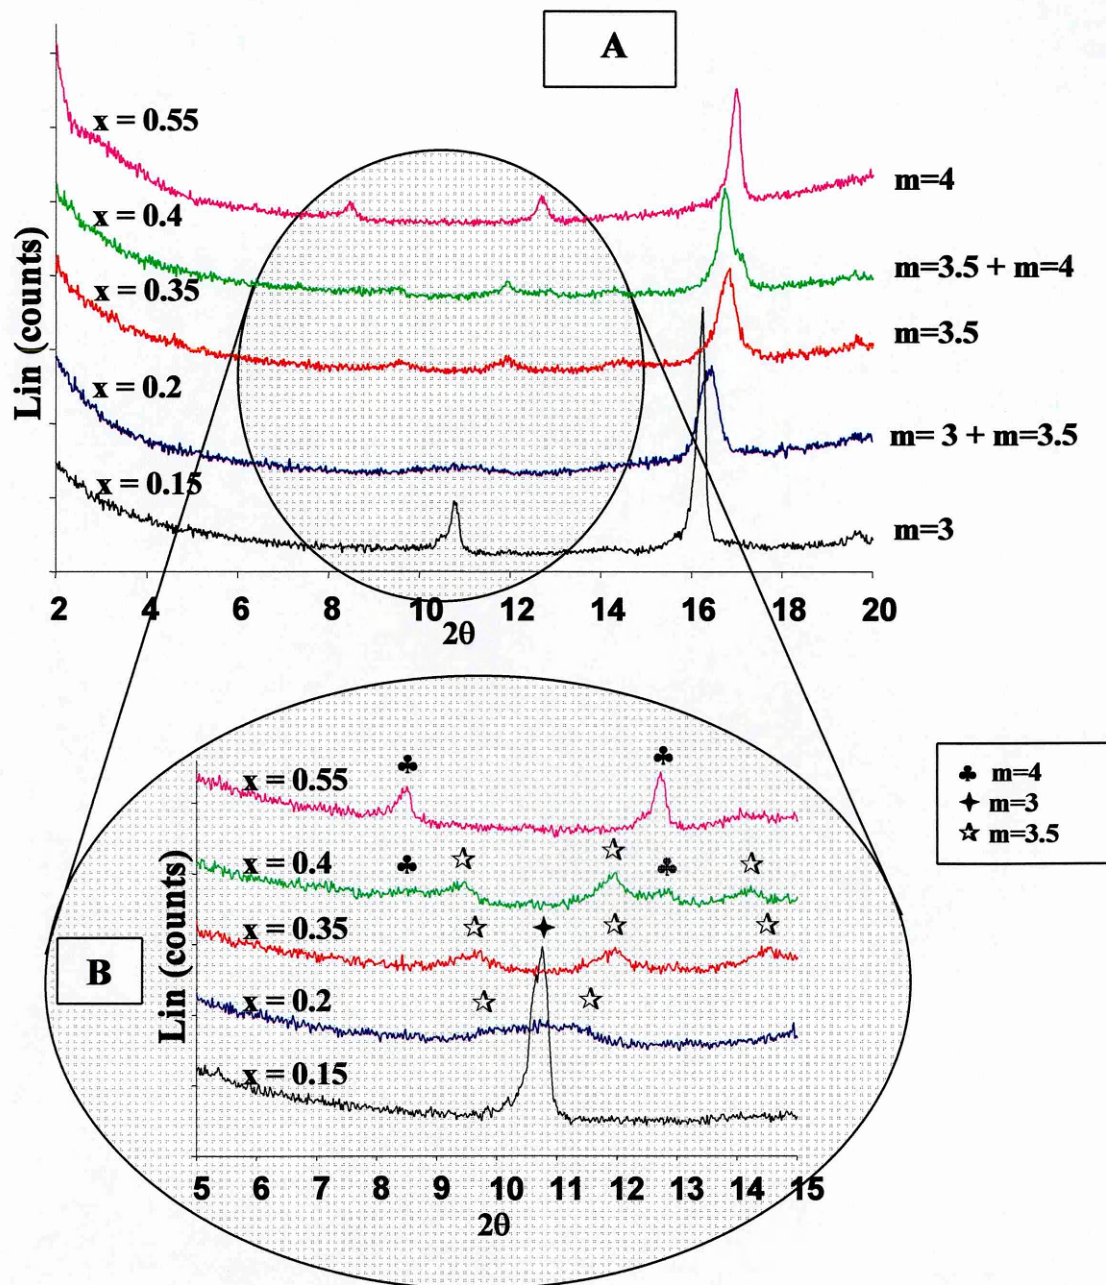 A
x = 0.55
m=4
x = 0.4
m=3.5 + m=4
x = 0.35
m=3.5
x = 0.2
m= 3 + m=3.5
x = 0.15
m=3
Lin (counts)
2 4 6 8 10 12 14 16 18 20
2θ
B
♣ ♣
x = 0.55
x = 0.4
♣ ☆ ☆ ♣ ☆
x = 0.35
☆ ✦ ☆ ☆
x = 0.2
☆ ☆
x = 0.15
Lin (counts)
5 6 7 8 9 10 11 12 13 14 15
2θ
♣ m=4
✦ m=3
☆ m=3.5